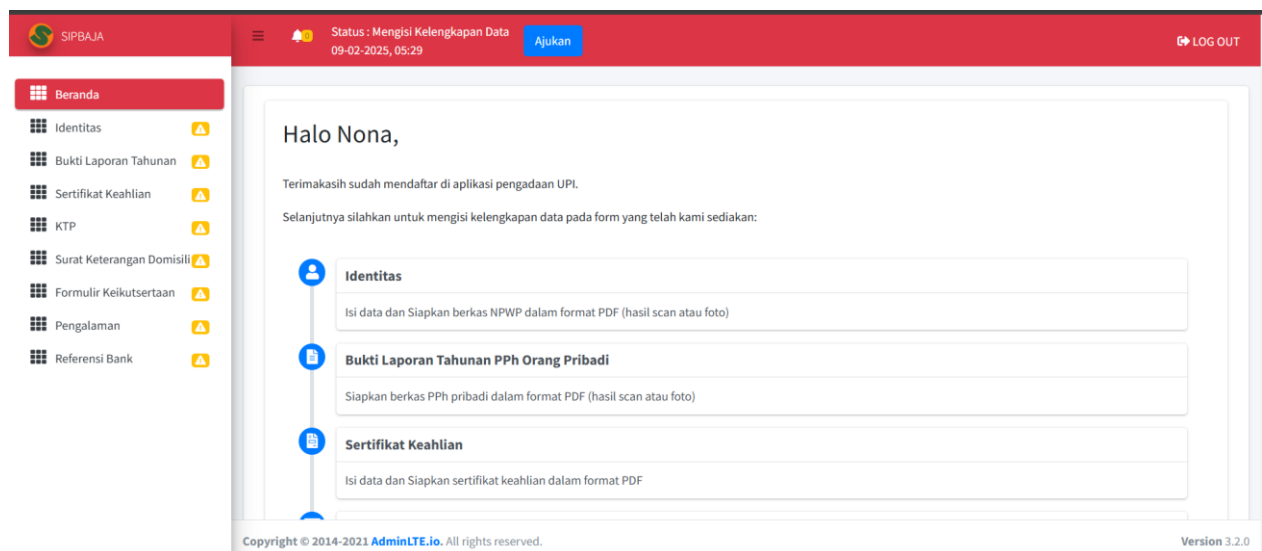 SIPBAJA
0
Status : Mengisi Kelengkapan Data
09-02-2025, 05:29
Ajukan
LOG OUT
Beranda
Identitas
Bukti Laporan Tahunan
Sertifikat Keahlian
KTP
Surat Keterangan Domisili
Formulir Keikutsertaan
Pengalaman
Referensi Bank
Halo Nona,
Terimakasih sudah mendaftar di aplikasi pengadaan UPI.
Selanjutnya silahkan untuk mengisi kelengkapan data pada form yang telah kami sediakan:
Identitas
Isi data dan Siapkan berkas NPWP dalam format PDF (hasil scan atau foto)
Bukti Laporan Tahunan PPh Orang Pribadi
Siapkan berkas PPh pribadi dalam format PDF (hasil scan atau foto)
Sertifikat Keahlian
Isi data dan Siapkan sertifikat keahlian dalam format PDF
Copyright © 2014-2021 AdminLTE.io. All rights reserved.
Version 3.2.0